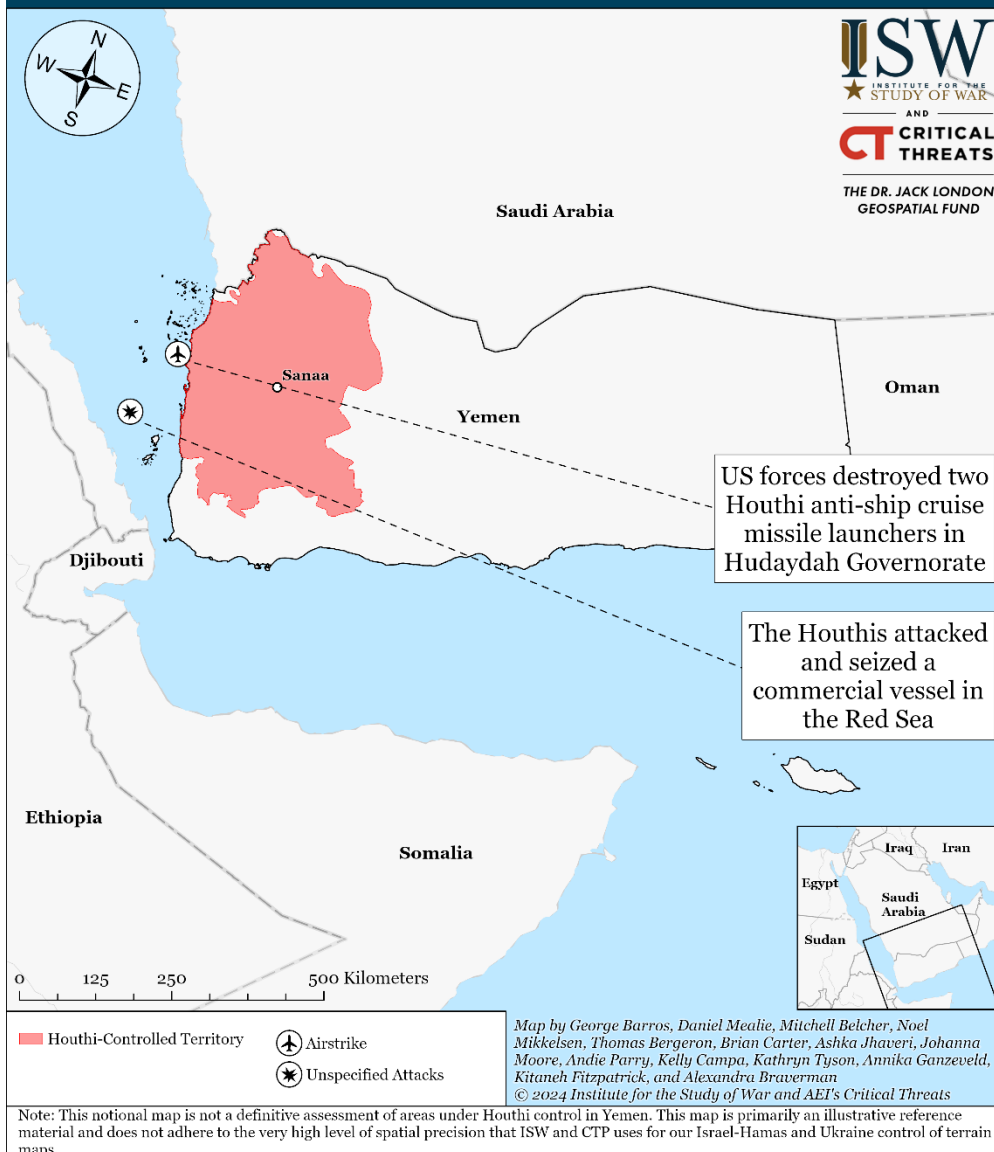 N
W
E
S
ISW
INSTITUTE FOR THE
STUDY OF WAR
AND
CT CRITICAL
THREATS
THE DR. JACK LONDON
GEOSPATIAL FUND
Saudi Arabia
Sanaa
Oman
Yemen
US forces destroyed two
Houthi anti-ship cruise
missile launchers in
Hudaydah Governorate
Djibouti
The Houthis attacked
and seized a
commercial vessel in
the Red Sea
Ethiopia
Somalia
Iraq
Iran
Egypt
Saudi
Arabia
Sudan
0 125 250 500 Kilometers
Houthi-Controlled Territory
Airstrike
Unspecified Attacks
Map by George Barros, Daniel Mealie, Mitchell Belcher, Noel
Mikkelsen, Thomas Bergeron, Brian Carter, Ashka Jhaveri, Johanna
Moore, Andie Parry, Kelly Campa, Kathryn Tyson, Annika Ganzeveld,
Kitaneh Fitzpatrick, and Alexandra Braverman
© 2024 Institute for the Study of War and AEI's Critical Threats
Note: This notional map is not a definitive assessment of areas under Houthi control in Yemen. This map is primarily an illustrative reference
material and does not adhere to the very high level of spatial precision that ISW and CTP uses for our Israel-Hamas and Ukraine control of terrain
maps